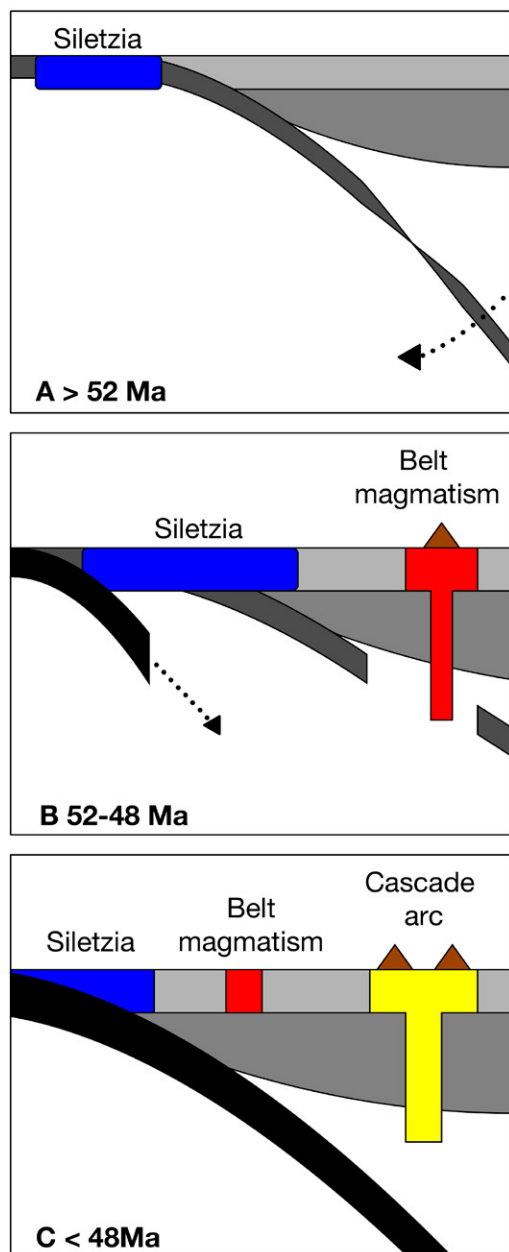 Siletzia
A > 52 Ma
Belt
magmatism
Siletzia
B 52-48 Ma
Cascade
arc
Belt
magmatism
Siletzia
C < 48Ma